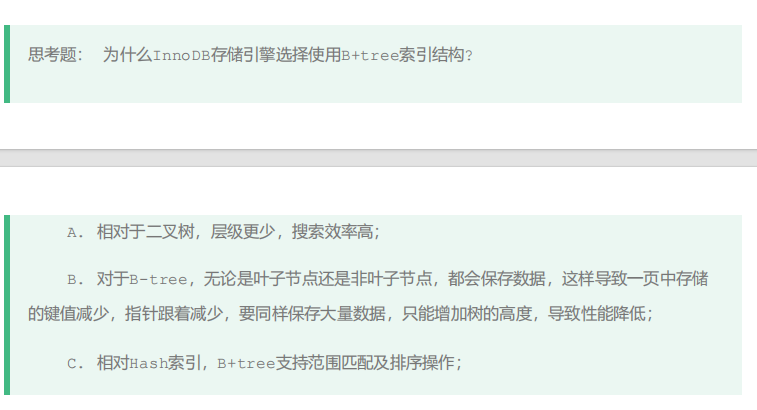 思考题: 为什么InnoDB存储引擎选择使用B+tree索引结构?
A. 相对于二叉树，层级更少，搜索效率高；
B. 对于B-tree，无论是叶子节点还是非叶子节点，都会保存数据，这样导致一页中存储
的键值减少，指针跟着减少，要同样保存大量数据，只能增加树的高度，导致性能降低；
C. 相对Hash索引，B+tree支持范围匹配及排序操作；